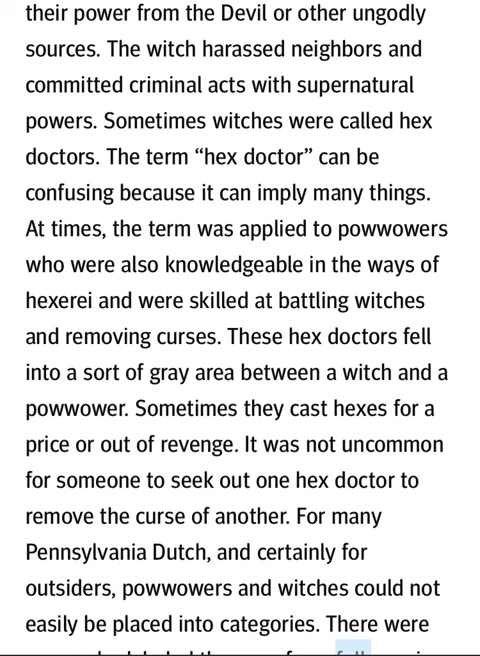 their power from the Devil or other ungodly
sources. The witch harassed neighbors and
committed criminal acts with supernatural
powers. Sometimes witches were called hex
doctors. The term “hex doctor” can be
confusing because it can imply many things.
At times, the term was applied to powwowers
who were also knowledgeable in the ways of
hexerei and were skilled at battling witches
and removing curses. These hex doctors fell
into a sort of gray area between a witch and a
powwower. Sometimes they cast hexes for a
price or out of revenge. It was not uncommon
for someone to seek out one hex doctor to
remove the curse of another. For many
Pennsylvania Dutch, and certainly for
outsiders, powwowers and witches could not
easily be placed into categories. There were